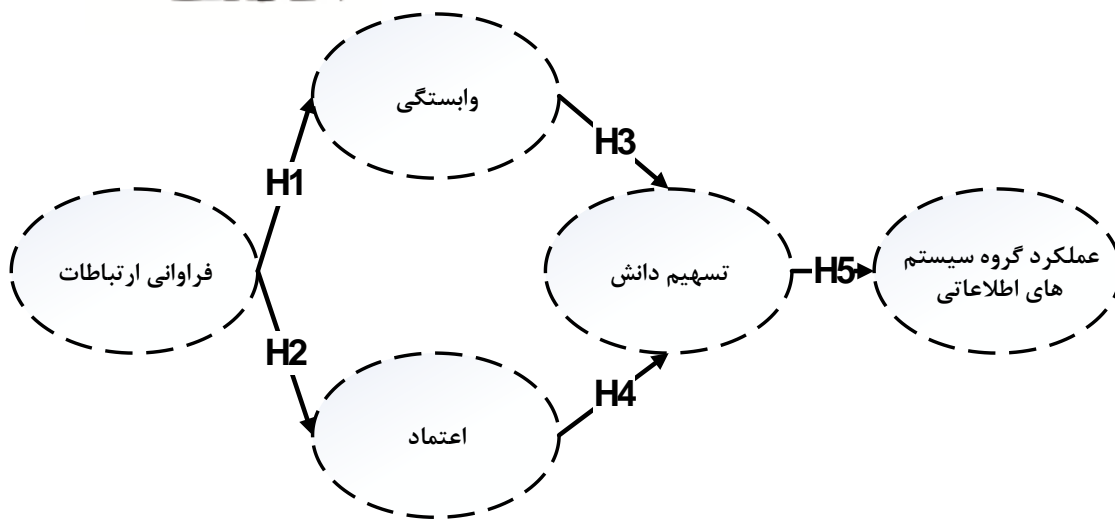 وابستگی
H3
H1
فراوانی ارتباطات
تسهیم دانش
H5
عملکرد گروه سیستم
های اطلاعاتی
H2
H4
اعتماد